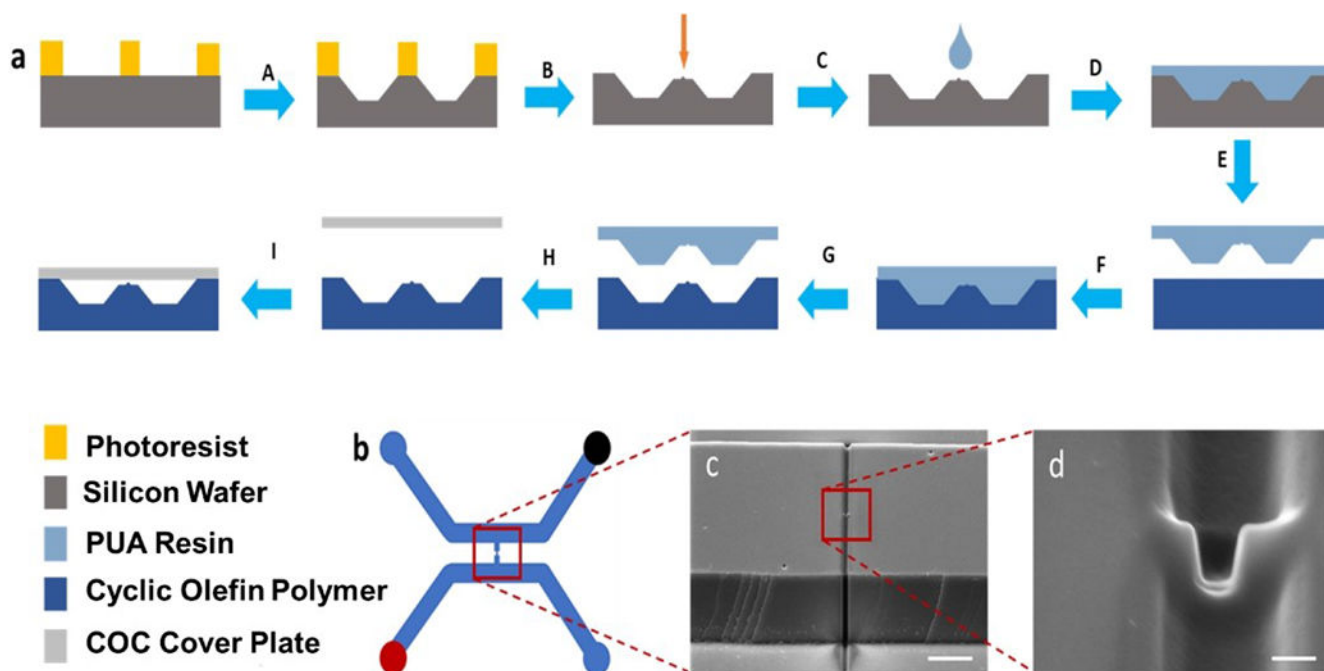 a
A
B
C
D
E
F
G
H
I
Photoresist
Silicon Wafer
PUA Resin
Cyclic Olefin Polymer
COC Cover Plate
b
c
d